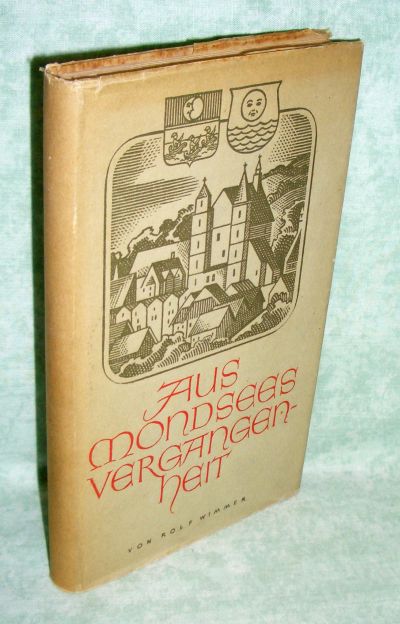 AUS
MONDSEES
VERGANGEN-
HEIT
VON ROLF WIMMER